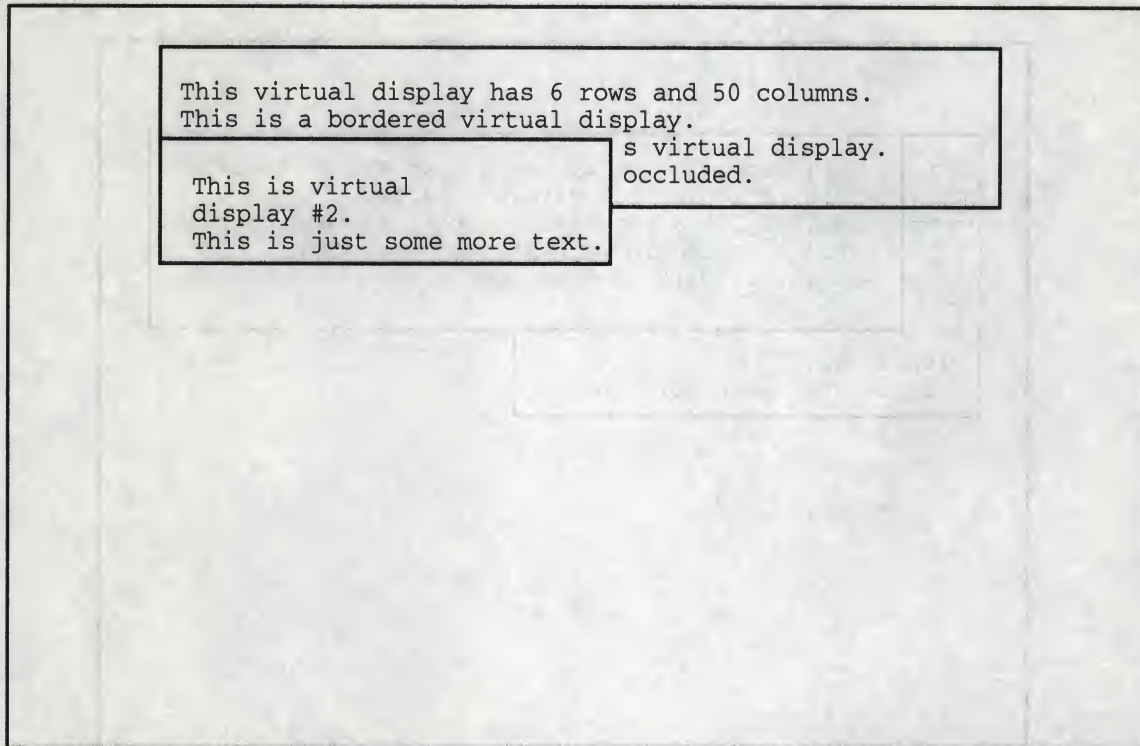 This virtual display has 6 rows and 50 columns.
This is a bordered virtual display.
s virtual display.
occluded.
This is virtual
display #2.
This is just some more text.